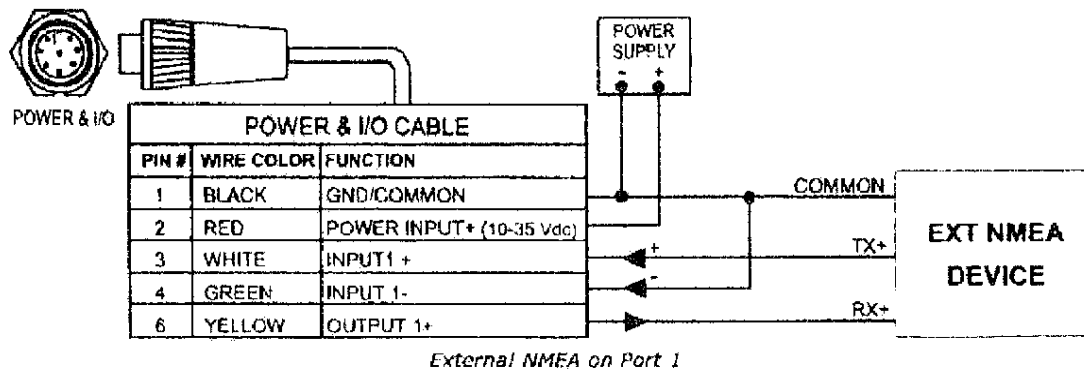 POWER SUPPLY
- +
POWER & I/O
POWER & I/O CABLE
PIN # WIRE COLOR FUNCTION
1 BLACK GND/COMMON
2 RED POWER INPUT+ (10-35 Vdc)
3 WHITE INPUT1 +
4 GREEN INPUT 1-
6 YELLOW OUTPUT 1+
COMMON
+ TX+
-
RX+
EXT NMEA
DEVICE
External NMEA on Port 1